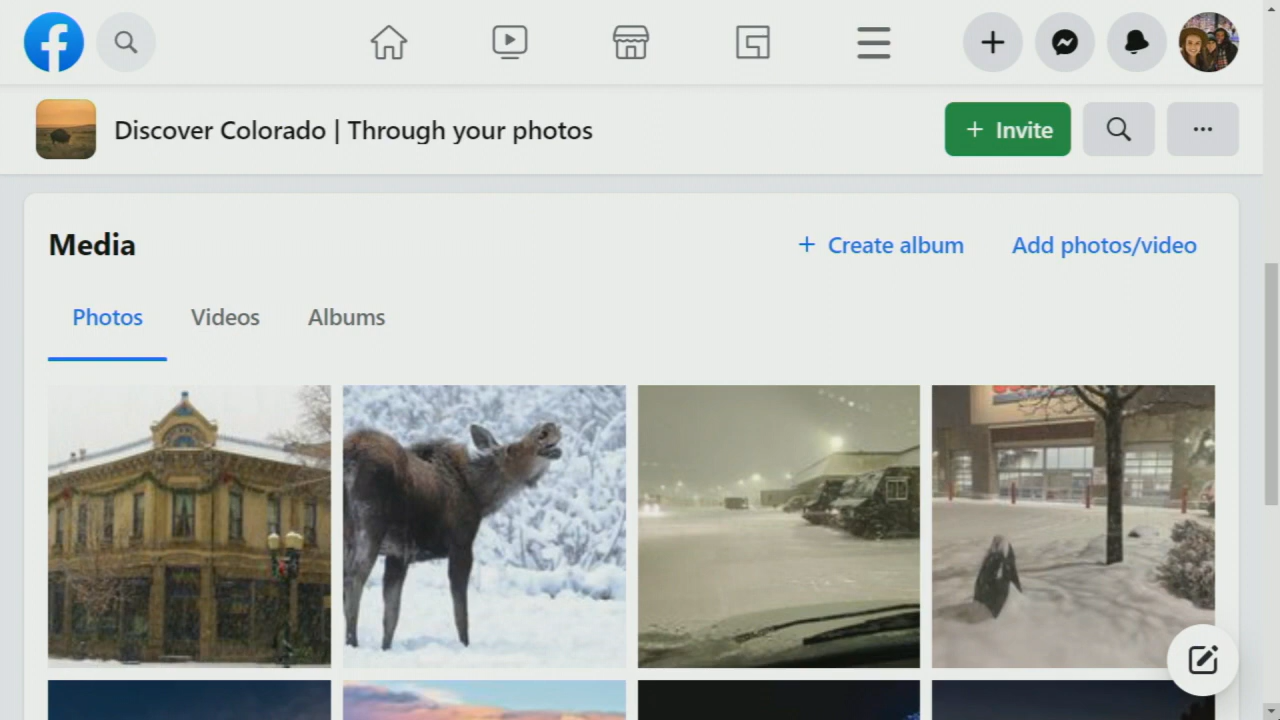 Discover Colorado | Through your photos
+ Invite
...
Media
+ Create album
Add photos/video
Photos
Videos
Albums